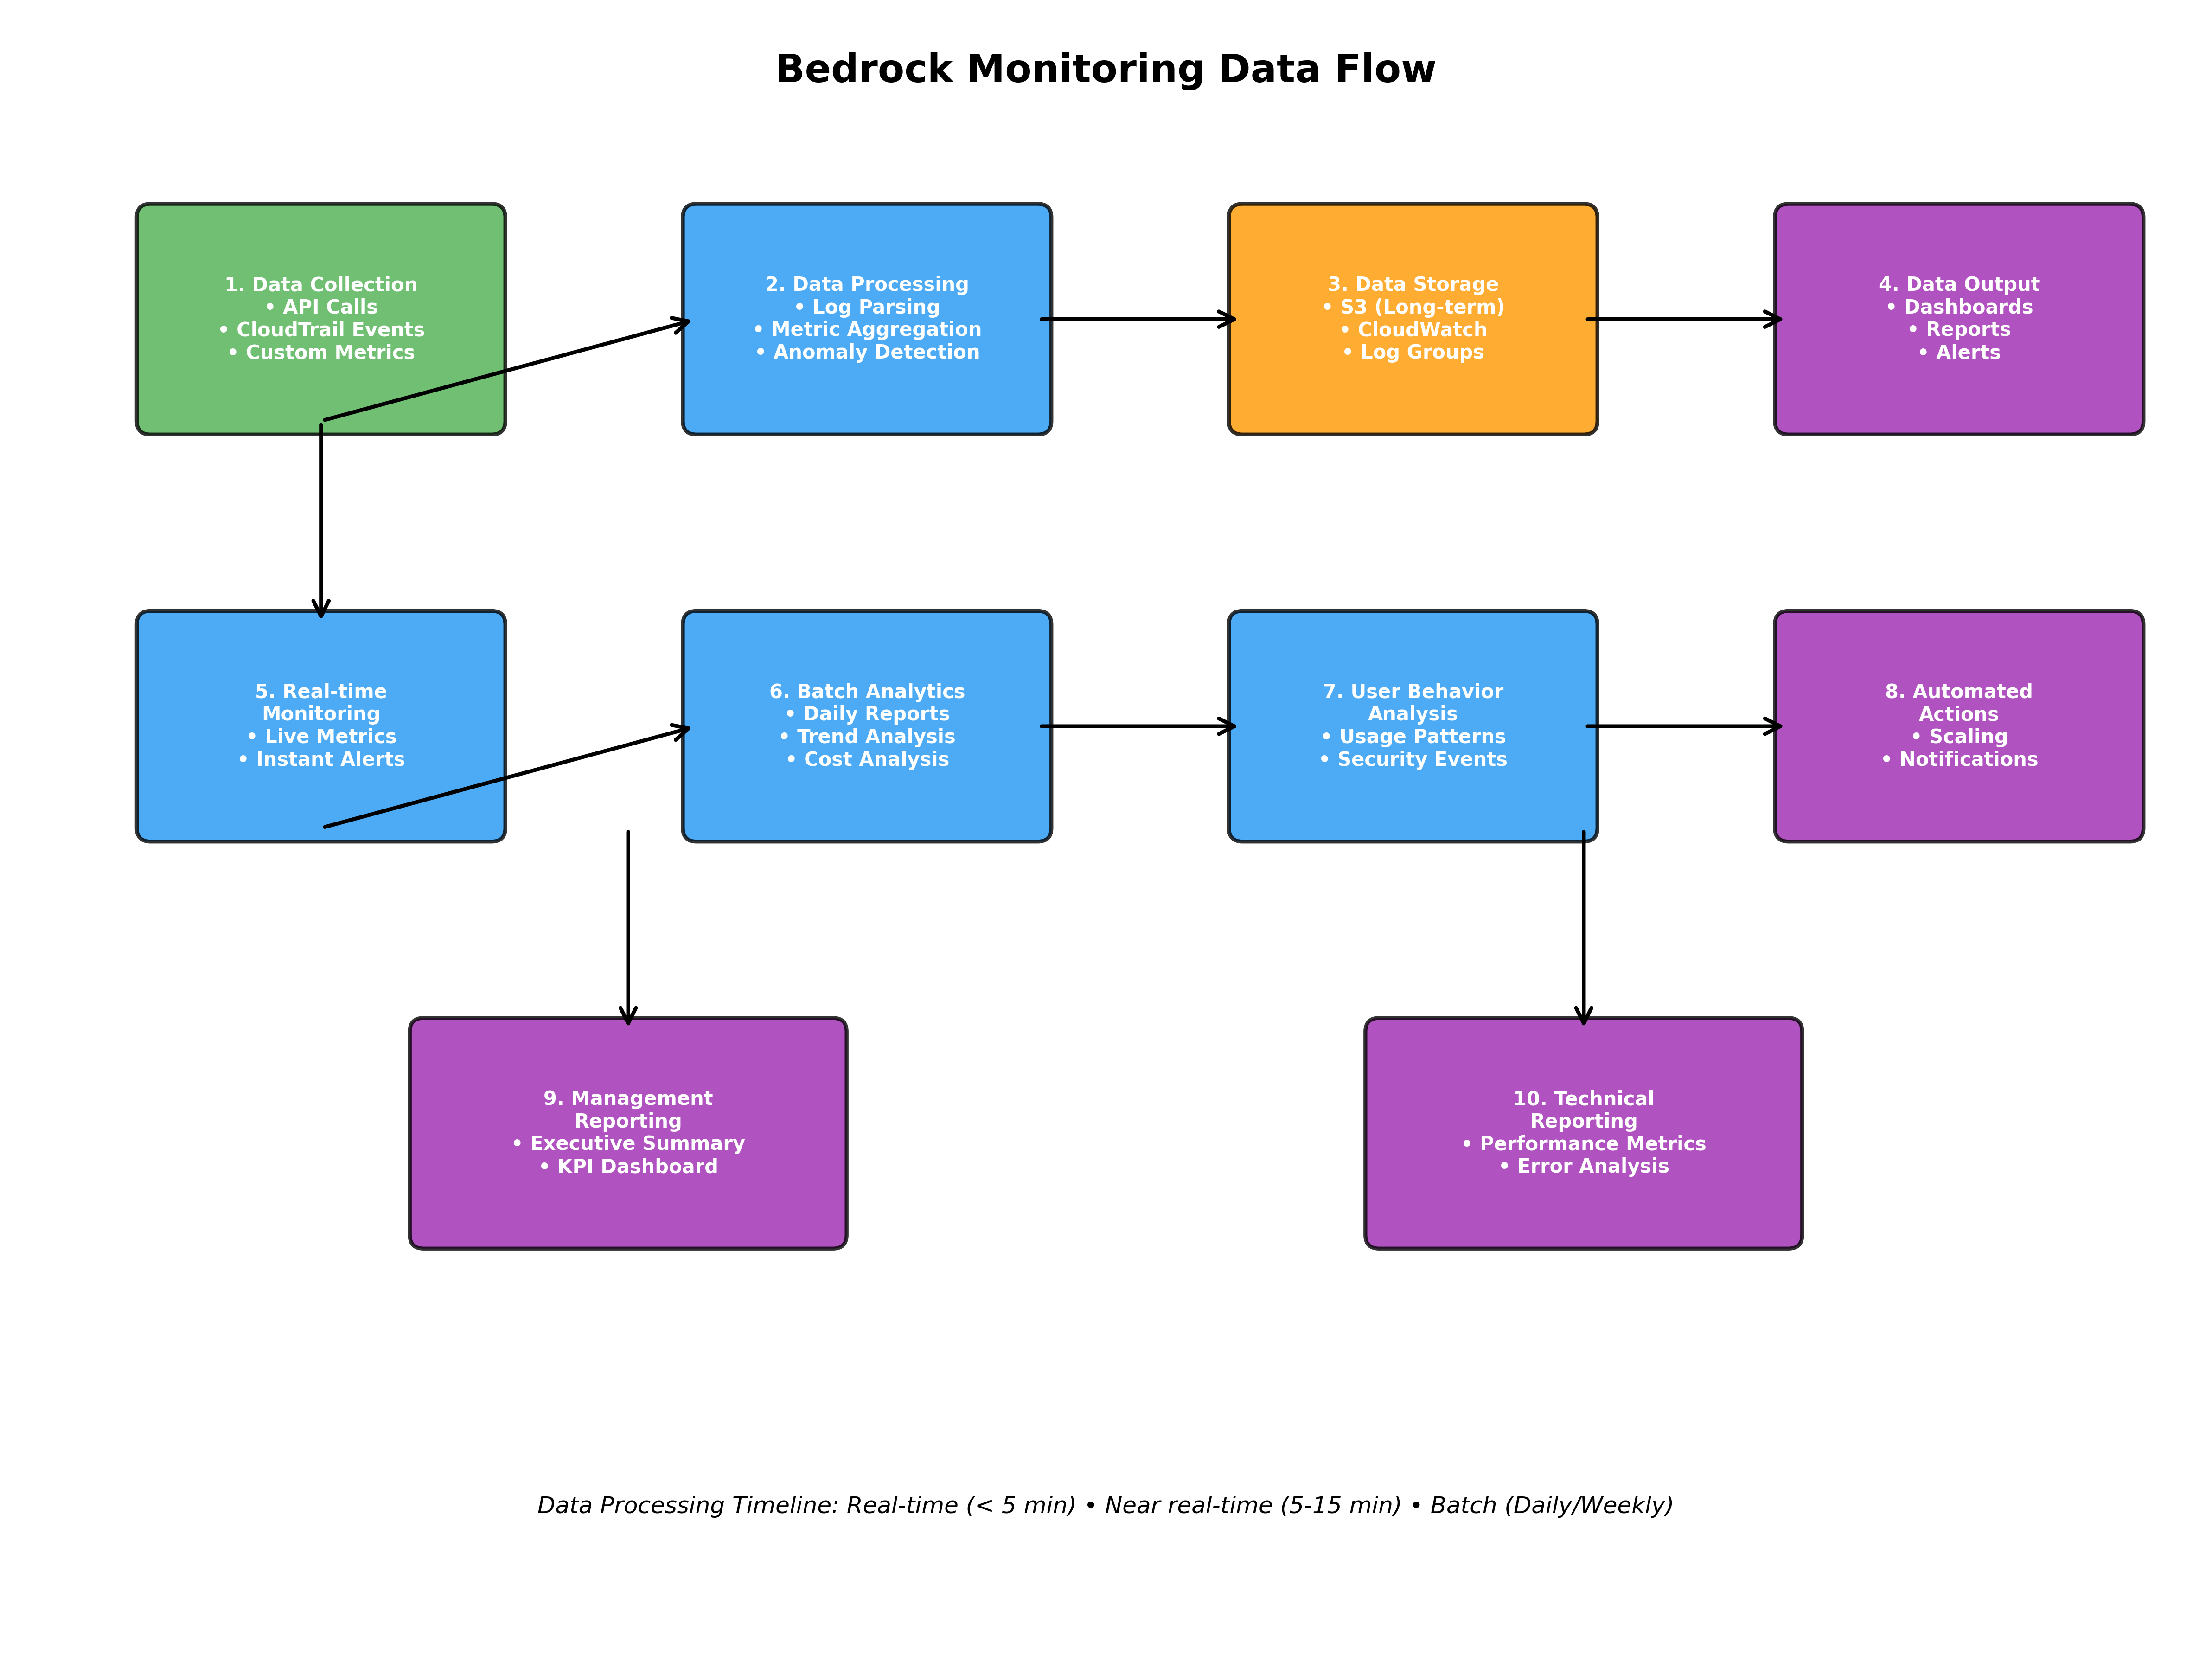 Bedrock Monitoring Data Flow
1. Data Collection
• API Calls
• CloudTrail Events
• Custom Metrics
2. Data Processing
• Log Parsing
• Metric Aggregation
• Anomaly Detection
3. Data Storage
• S3 (Long-term)
• CloudWatch
• Log Groups
4. Data Output
• Dashboards
• Reports
• Alerts
5. Real-time
Monitoring
• Live Metrics
• Instant Alerts
6. Batch Analytics
• Daily Reports
• Trend Analysis
• Cost Analysis
7. User Behavior
Analysis
• Usage Patterns
• Security Events
8. Automated
Actions
• Scaling
• Notifications
9. Management
Reporting
• Executive Summary
• KPI Dashboard
10. Technical
Reporting
• Performance Metrics
• Error Analysis
Data Processing Timeline: Real-time (< 5 min) • Near real-time (5-15 min) • Batch (Daily/Weekly)